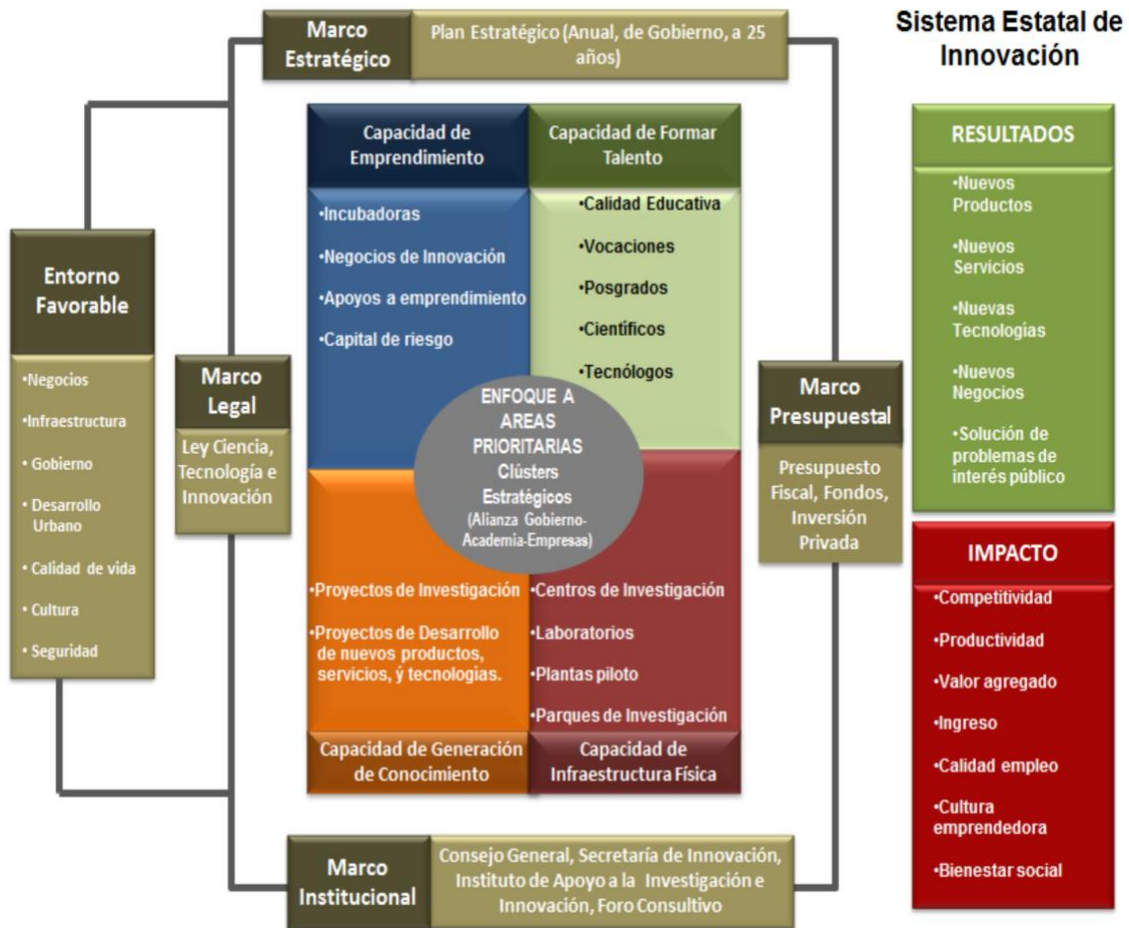 Sistema Estatal de
Innovación
Marco
Estratégico
Plan Estratégico (Anual, de Gobierno, a 25
años)
Entorno
Favorable
•Negocios
•Infraestructura
• Gobierno
• Desarrollo
Urbano
• Calidad de vida
• Cultura
• Seguridad
Marco
Legal
Ley Ciencia,
Tecnología e
Innovación
Capacidad de
Emprendimiento
•Incubadoras
•Negocios de Innovación
•Apoyos a emprendimiento
•Capital de riesgo
Capacidad de Formar
Talento
•Calidad Educativa
•Vocaciones
•Posgrados
•Científicos
•Tecnólogos
ENFOQUE A
AREAS
PRIORITARIAS
Clústers
Estratégicos
(Alianza Gobierno-
Academia-Empresas)
•Proyectos de Investigación
•Proyectos de Desarrollo
de nuevos productos,
servicios, ý tecnologías.
Capacidad de Generación
de Conocimiento
•Centros de Investigación
•Laboratorios
•Plantas piloto
•Parques de Investigación
Capacidad de
Infraestructura Física
Marco
Presupuestal
Presupuesto
Fiscal, Fondos,
Inversión
Privada
Marco
Institucional
Consejo General, Secretaría de Innovación,
Instituto de Apoyo a la Investigación e
Innovación, Foro Consultivo
RESULTADOS
•Nuevos
Productos
•Nuevos
Servicios
•Nuevas
Tecnologías
•Nuevos
Negocios
•Solución de
problemas de
interés público
IMPACTO
•Competitividad
•Productividad
•Valor agregado
•Ingreso
•Calidad empleo
•Cultura
emprendedora
•Bienestar social